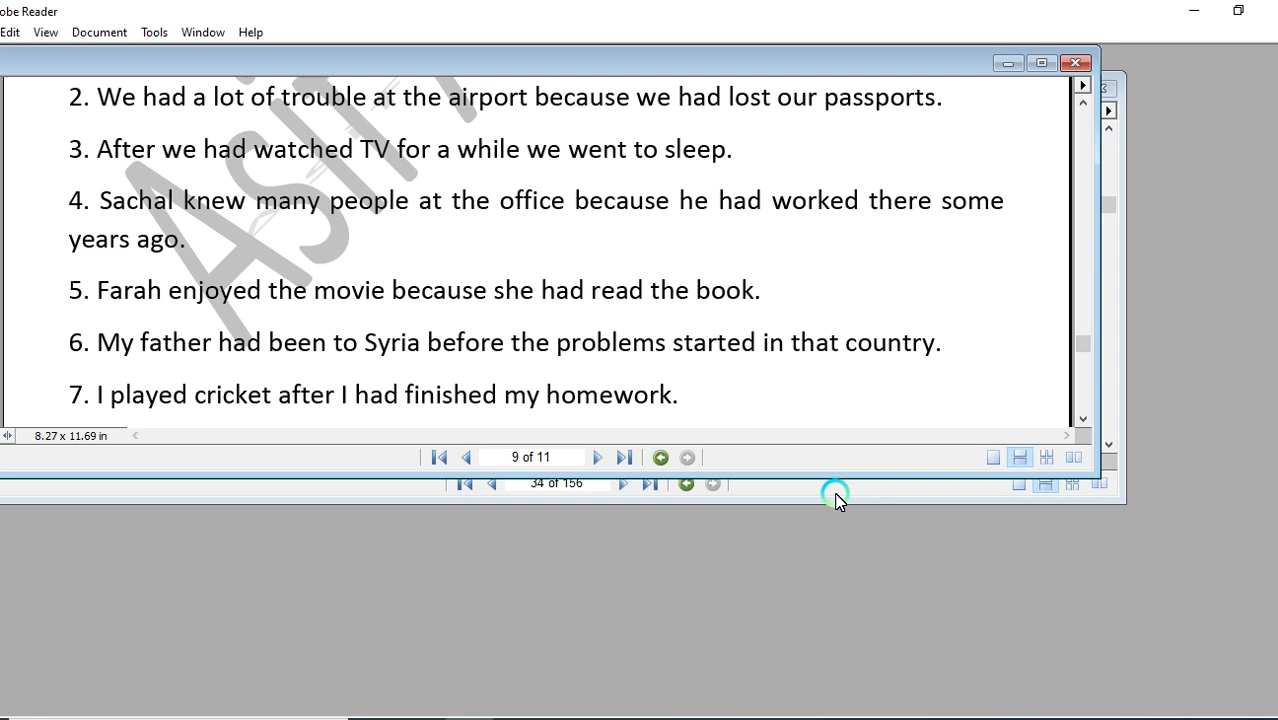 obe Reader
Edit View Document Tools Window Help
2. We had a lot of trouble at the airport because we had lost our passports.
3. After we had watched TV for a while we went to sleep.
4. Sachal knew many people at the office because he had worked there some
years ago.
5. Farah enjoyed the movie because she had read the book.
6. My father had been to Syria before the problems started in that country.
7. I played cricket after I had finished my homework.
8.27 x 11.69 in
9 of 11
34 of 156